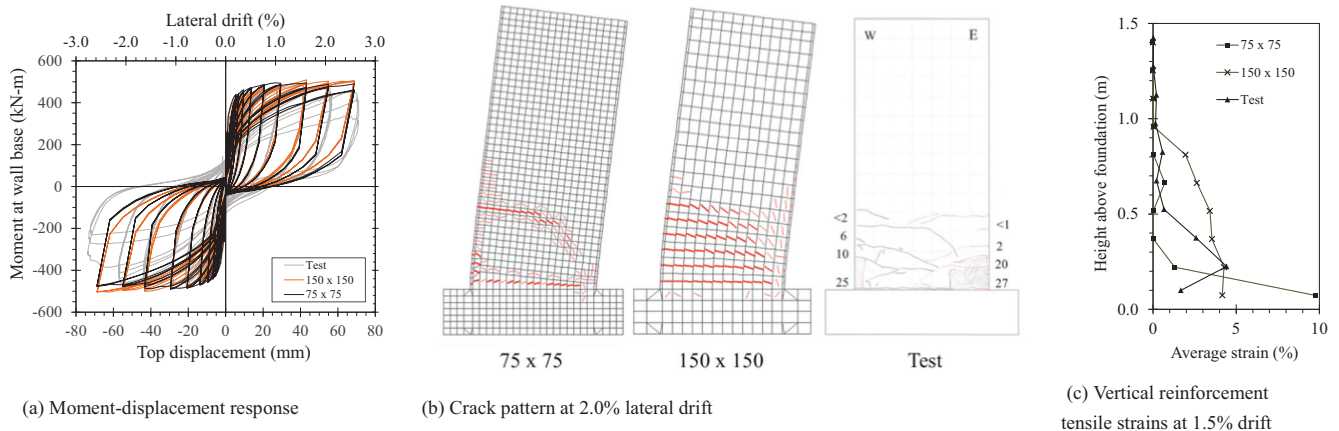 Lateral drift (%)
-3.0 -2.0 -1.0 0.0 1.0 2.0 3.0
600
400
200
0
-200
-400
-600
Moment at wall base (kN-m)
Test
150 x 150
75 x 75
-80 -60 -40 -20 0 20 40 60 80
Top displacement (mm)
(a) Moment-displacement response
W E
<2 <1
6 2
10 20
25 27
75 x 75 150 x 150 Test
(b) Crack pattern at 2.0% lateral drift
1.5
1.0
0.5
0.0
Height above foundation (m)
75 x 75
150 x 150
Test
0 5 10
Average strain (%)
(c) Vertical reinforcement
tensile strains at 1.5% drift